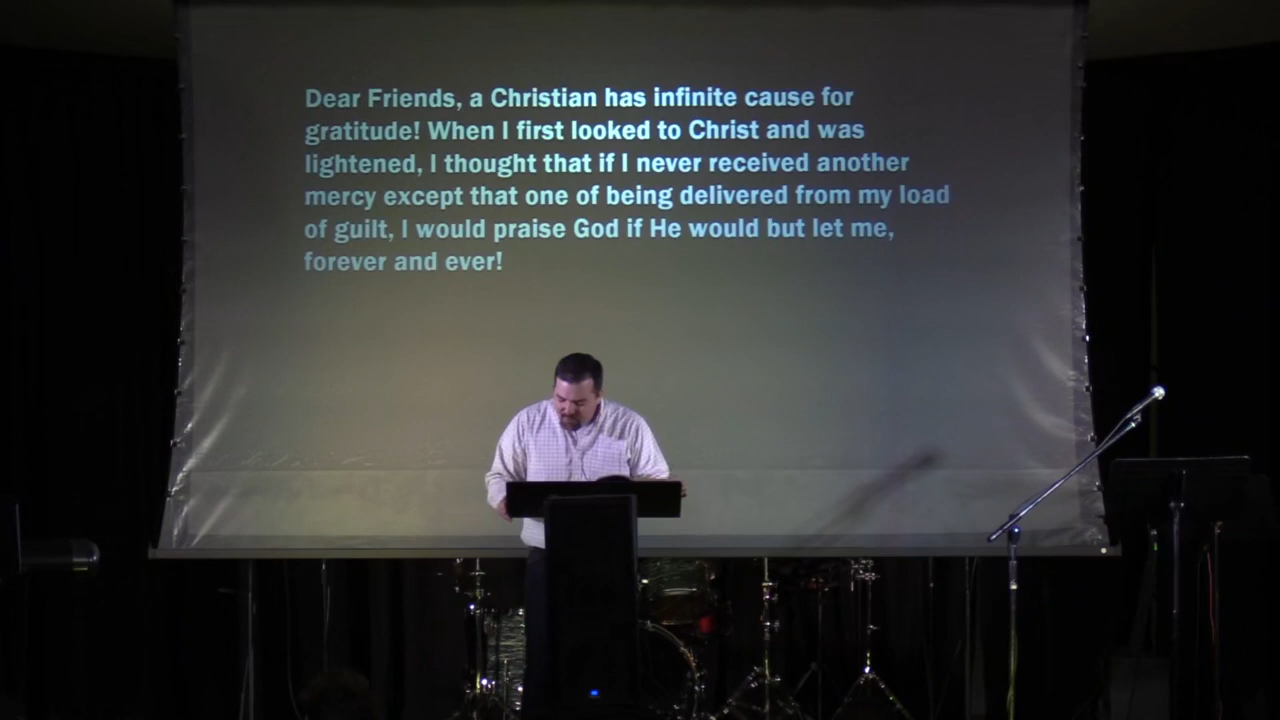 Dear Friends, a Christian has infinite cause for
gratitude! When I first looked to Christ and was
lightened, I thought that if I never received another
mercy except that one of being delivered from my load
of guilt, I would praise God if He would but let me,
forever and ever!